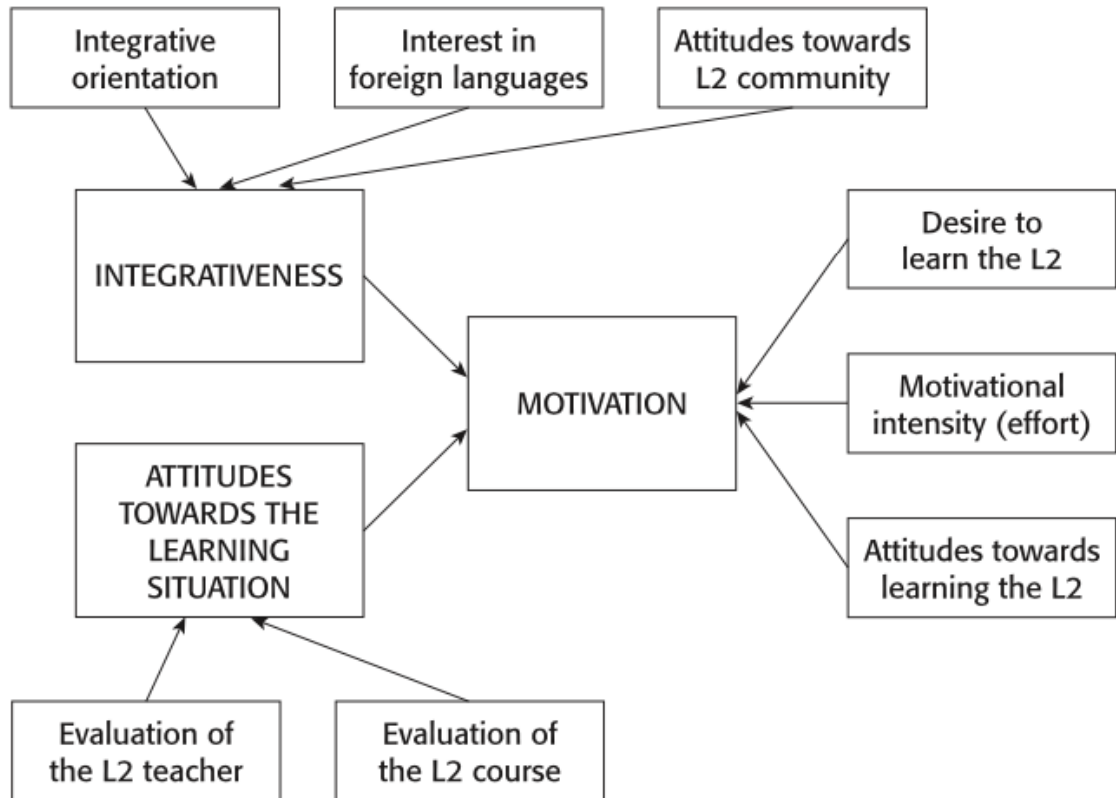 Integrative
orientation
Interest in
foreign languages
Attitudes towards
L2 community
INTEGRATIVENESS
Desire to
learn the L2
MOTIVATION
Motivational
intensity (effort)
ATTITUDES
TOWARDS THE
LEARNING
SITUATION
Attitudes towards
learning the L2
Evaluation of
the L2 teacher
Evaluation of
the L2 course